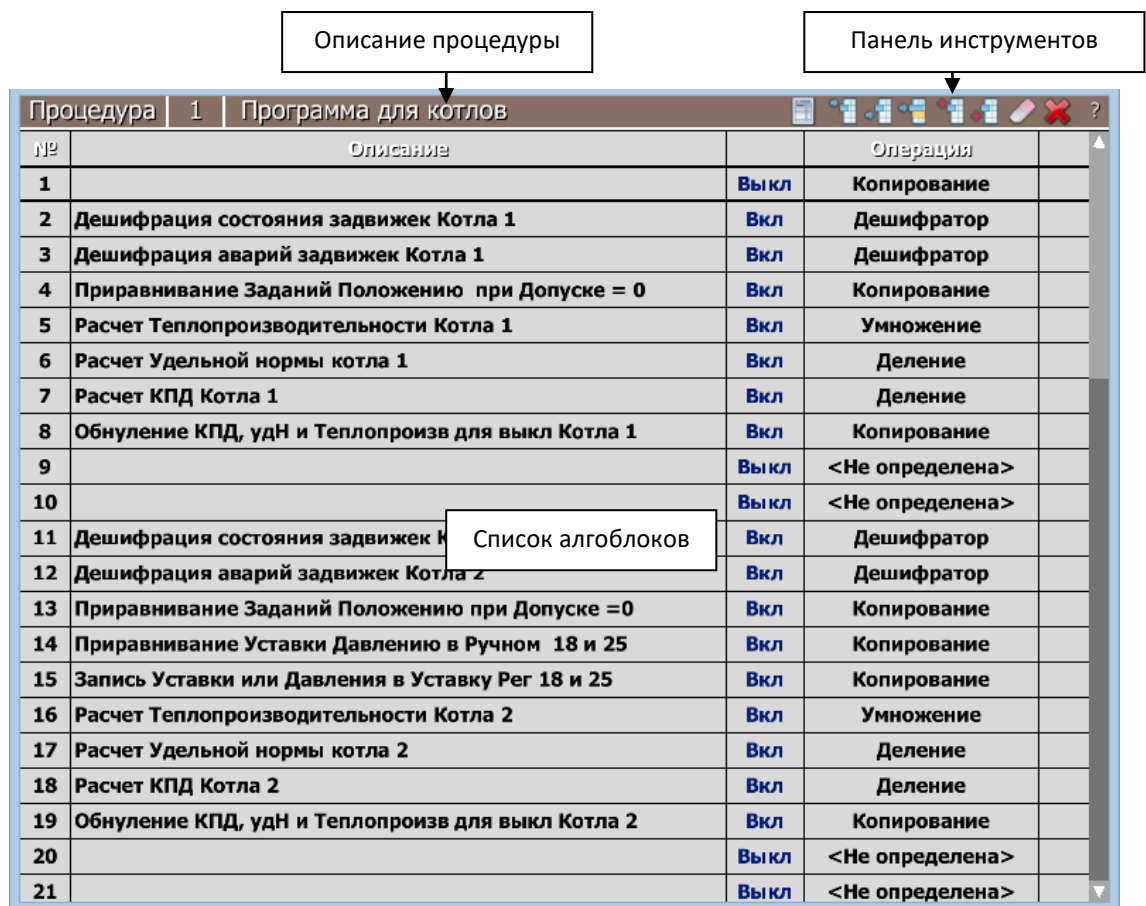 Описание процедуры Панель инструментов
Процедура 1 Программа для котлов ?
№ Описание Операция
1 Выкл Копирование
2 Дешифрация состояния задвижек Котла 1 Вкл Дешифратор
3 Дешифрация аварий задвижек Котла 1 Вкл Дешифратор
4 Приравнивание Заданий Положению при Допуске = 0 Вкл Копирование
5 Расчет Теплопроизводительности Котла 1 Вкл Умножение
6 Расчет Удельной нормы котла 1 Вкл Деление
7 Расчет КПД Котла 1 Вкл Деление
8 Обнуление КПД, удН и Теплопроизв для выкл Котла 1 Вкл Копирование
9 Выкл <Не определена>
10 Выкл <Не определена>
11 Дешифрация состояния задвижек Список алгоблоков Вкл Дешифратор
12 Дешифрация аварий задвижек Котла 2 Вкл Дешифратор
13 Приравнивание Заданий Положению при Допуске =0 Вкл Копирование
14 Приравнивание Уставки Давлению в Ручном 18 и 25 Вкл Копирование
15 Запись Уставки или Давления в Уставку Рег 18 и 25 Вкл Копирование
16 Расчет Теплопроизводительности Котла 2 Вкл Умножение
17 Расчет Удельной нормы котла 2 Вкл Деление
18 Расчет КПД Котла 2 Вкл Деление
19 Обнуление КПД, удН и Теплопроизв для выкл Котла 2 Вкл Копирование
20 Выкл <Не определена>
21 Выкл <Не определена>